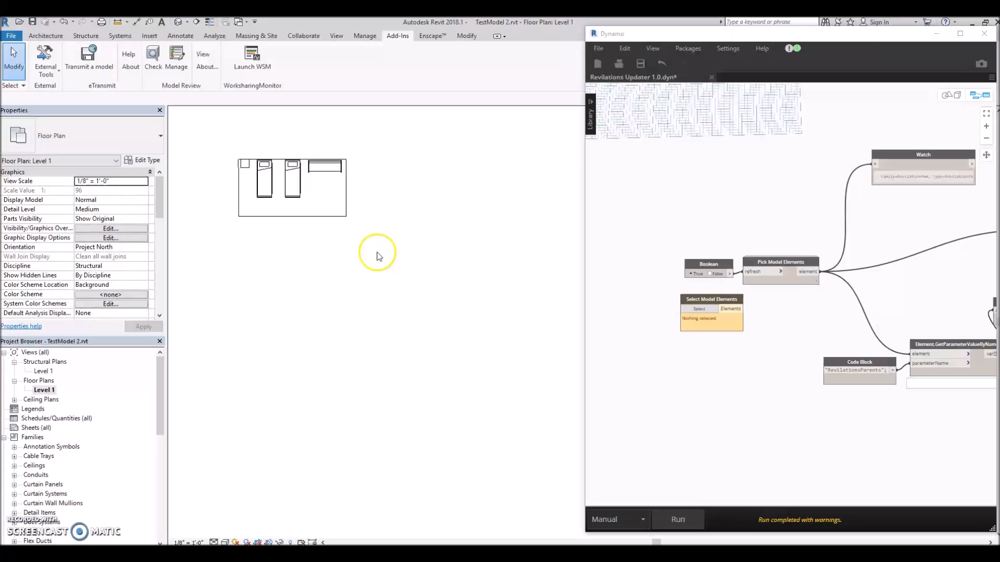 Autodesk Revit 2018.1 - TestModel 2.rvt - Floor Plan: Level 1
Type a keyword or phrase
Sign In
File Architecture Structure Systems Insert Annotate Analyze Massing & Site Collaborate View Manage Add-Ins Enscape™ Modify
Modify
External Tools
Transmit a model
Help
About
Check
Manage
View
About...
Launch WSM
Select
External
eTransmit
Model Review
WorksharingMonitor
Properties
Floor Plan
Floor Plan: Level 1
Edit Type
Graphics
View Scale 1/8" = 1'-0"
Scale Value 1: 96
Display Model Normal
Detail Level Medium
Parts Visibility Show Original
Visibility/Graphics Over... Edit...
Graphic Display Options Edit...
Orientation Project North
Wall Join Display Clean all wall joins
Discipline Structural
Show Hidden Lines By Discipline
Color Scheme Location Background
Color Scheme <none>
System Color Schemes Edit...
Default Analysis Displa... None
Properties help
Apply
Project Browser - TestModel 2.rvt
Views (all)
Structural Plans
Level 1
Floor Plans
Level 1
Ceiling Plans
Legends
Schedules/Quantities (all)
Sheets (all)
Families
Annotation Symbols
Cable Trays
Ceilings
Conduits
Curtain Panels
Curtain Systems
Curtain Wall Mullions
Detail Items
Duct Systems
Flex Ducts
RECORDED WITH
SCREENCAST MATIC
1/8" = 1'-0"
Dynamo
File Edit View Packages Settings Help
Revilations Updater 1.0.dyn*
Library
Watch
> >
Boolean
True False >
Pick Model Elements
refresh > element
Select Model Elements
Select Elements
Nothing selected.
Element.GetParameterValueByName
element > var[]
parameterName >
Code Block
"RevilationsParents"; >
Manual
Run
Run completed with warnings.